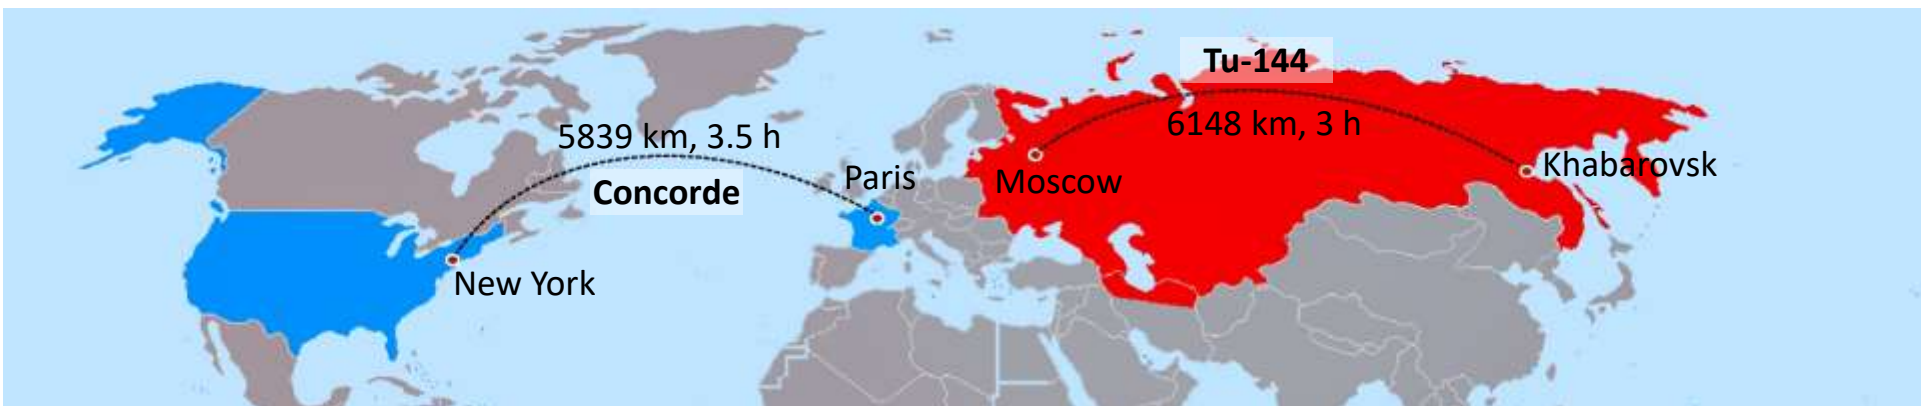 Tu-144
5839 km, 3.5 h
6148 km, 3 h
Concorde
Paris
Moscow
Khabarovsk
New York